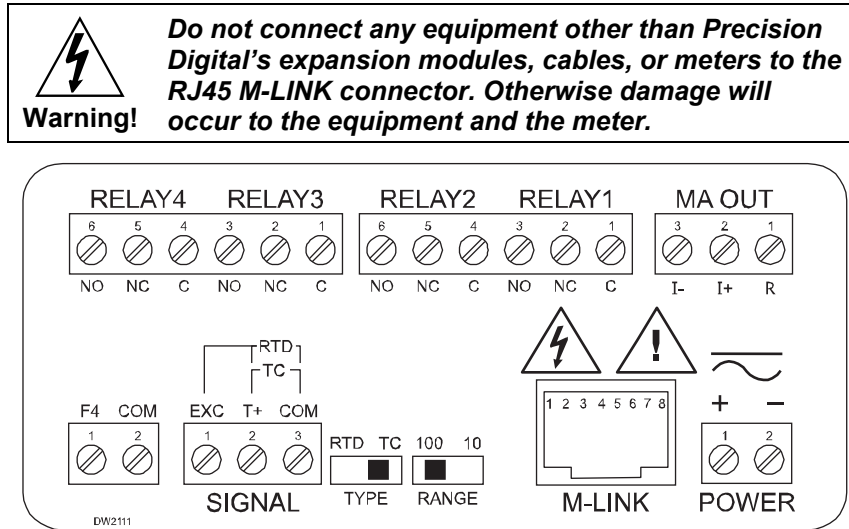 Do not connect any equipment other than Precision
Digital's expansion modules, cables, or meters to the
RJ45 M-LINK connector. Otherwise damage will
Warning! occur to the equipment and the meter.
RELAY4 RELAY3 RELAY2 RELAY1 MA OUT
6 5 4 3 2 1 6 5 4 3 2 1 3 2 1
NO NC C NO NC C NO NC C NO NC C I- I+ R
RTD
TC
F4 COM EXC T+ COM
1 2 1 2 3
RTD TC 100 10
1 2 3 4 5 6 7 8
+ −
1 2
SIGNAL TYPE RANGE M-LINK POWER
DW2111